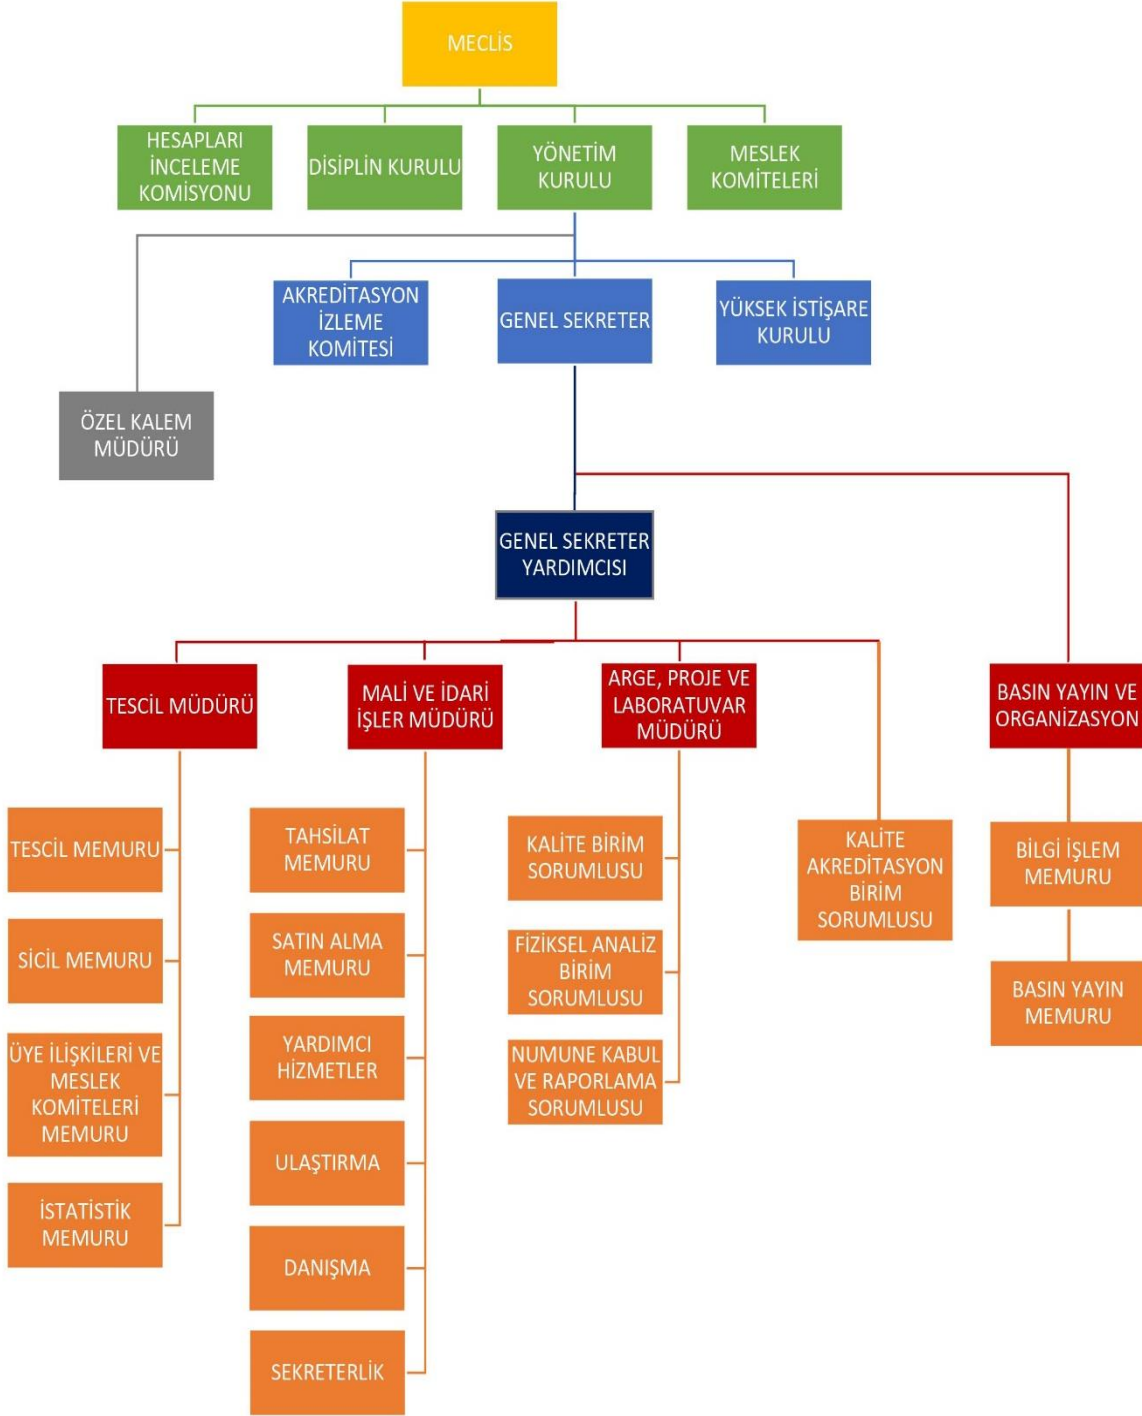 MECLİS
HESAPLARI
İNCELEME
KOMİSYONU
DİSİPLİN KURULU
YÖNETİM
KURULU
MESLEK
KOMİTELERİ
AKREDİTASYON
İZLEME
KOMİTESİ
GENEL SEKRETER
YÜKSEK İSTİŞARE
KURULU
ÖZEL KALEM
MÜDÜRÜ
GENEL SEKRETER
YARDIMCISI
TESCİL MÜDÜRÜ
MALİ VE İDARİ
İŞLER MÜDÜRÜ
ARGE, PROJE VE
LABORATUVAR
MÜDÜRÜ
BASIN YAYIN VE
ORGANİZASYON
TESCİL MEMURU
SİCİL MEMURU
ÜYE İLİŞKİLERİ VE
MESLEK
KOMİTELERİ
MEMURU
İSTATİSTİK
MEMURU
TAHSİLAT
MEMURU
SATIN ALMA
MEMURU
YARDIMCI
HİZMETLER
ULAŞTIRMA
DANIŞMA
SEKRETERLİK
KALİTE BİRİM
SORUMLUSU
FİZİKSEL ANALİZ
BİRİM
SORUMLUSU
NUMUNE KABUL
VE RAPORLAMA
SORUMLUSU
KALİTE
AKREDİTASYON
BİRİM
SORUMLUSU
BİLGİ İŞLEM
MEMURU
BASIN YAYIN
MEMURU